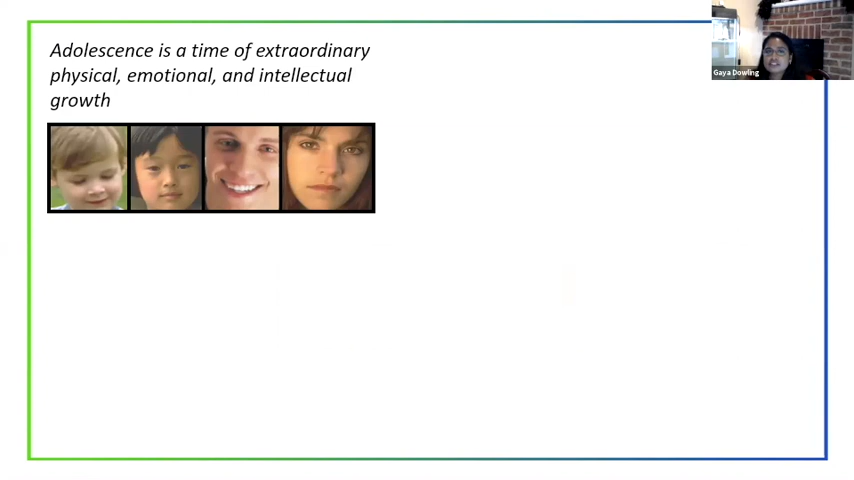 Adolescence is a time of extraordinary
physical, emotional, and intellectual
growth
Gaya Dowling